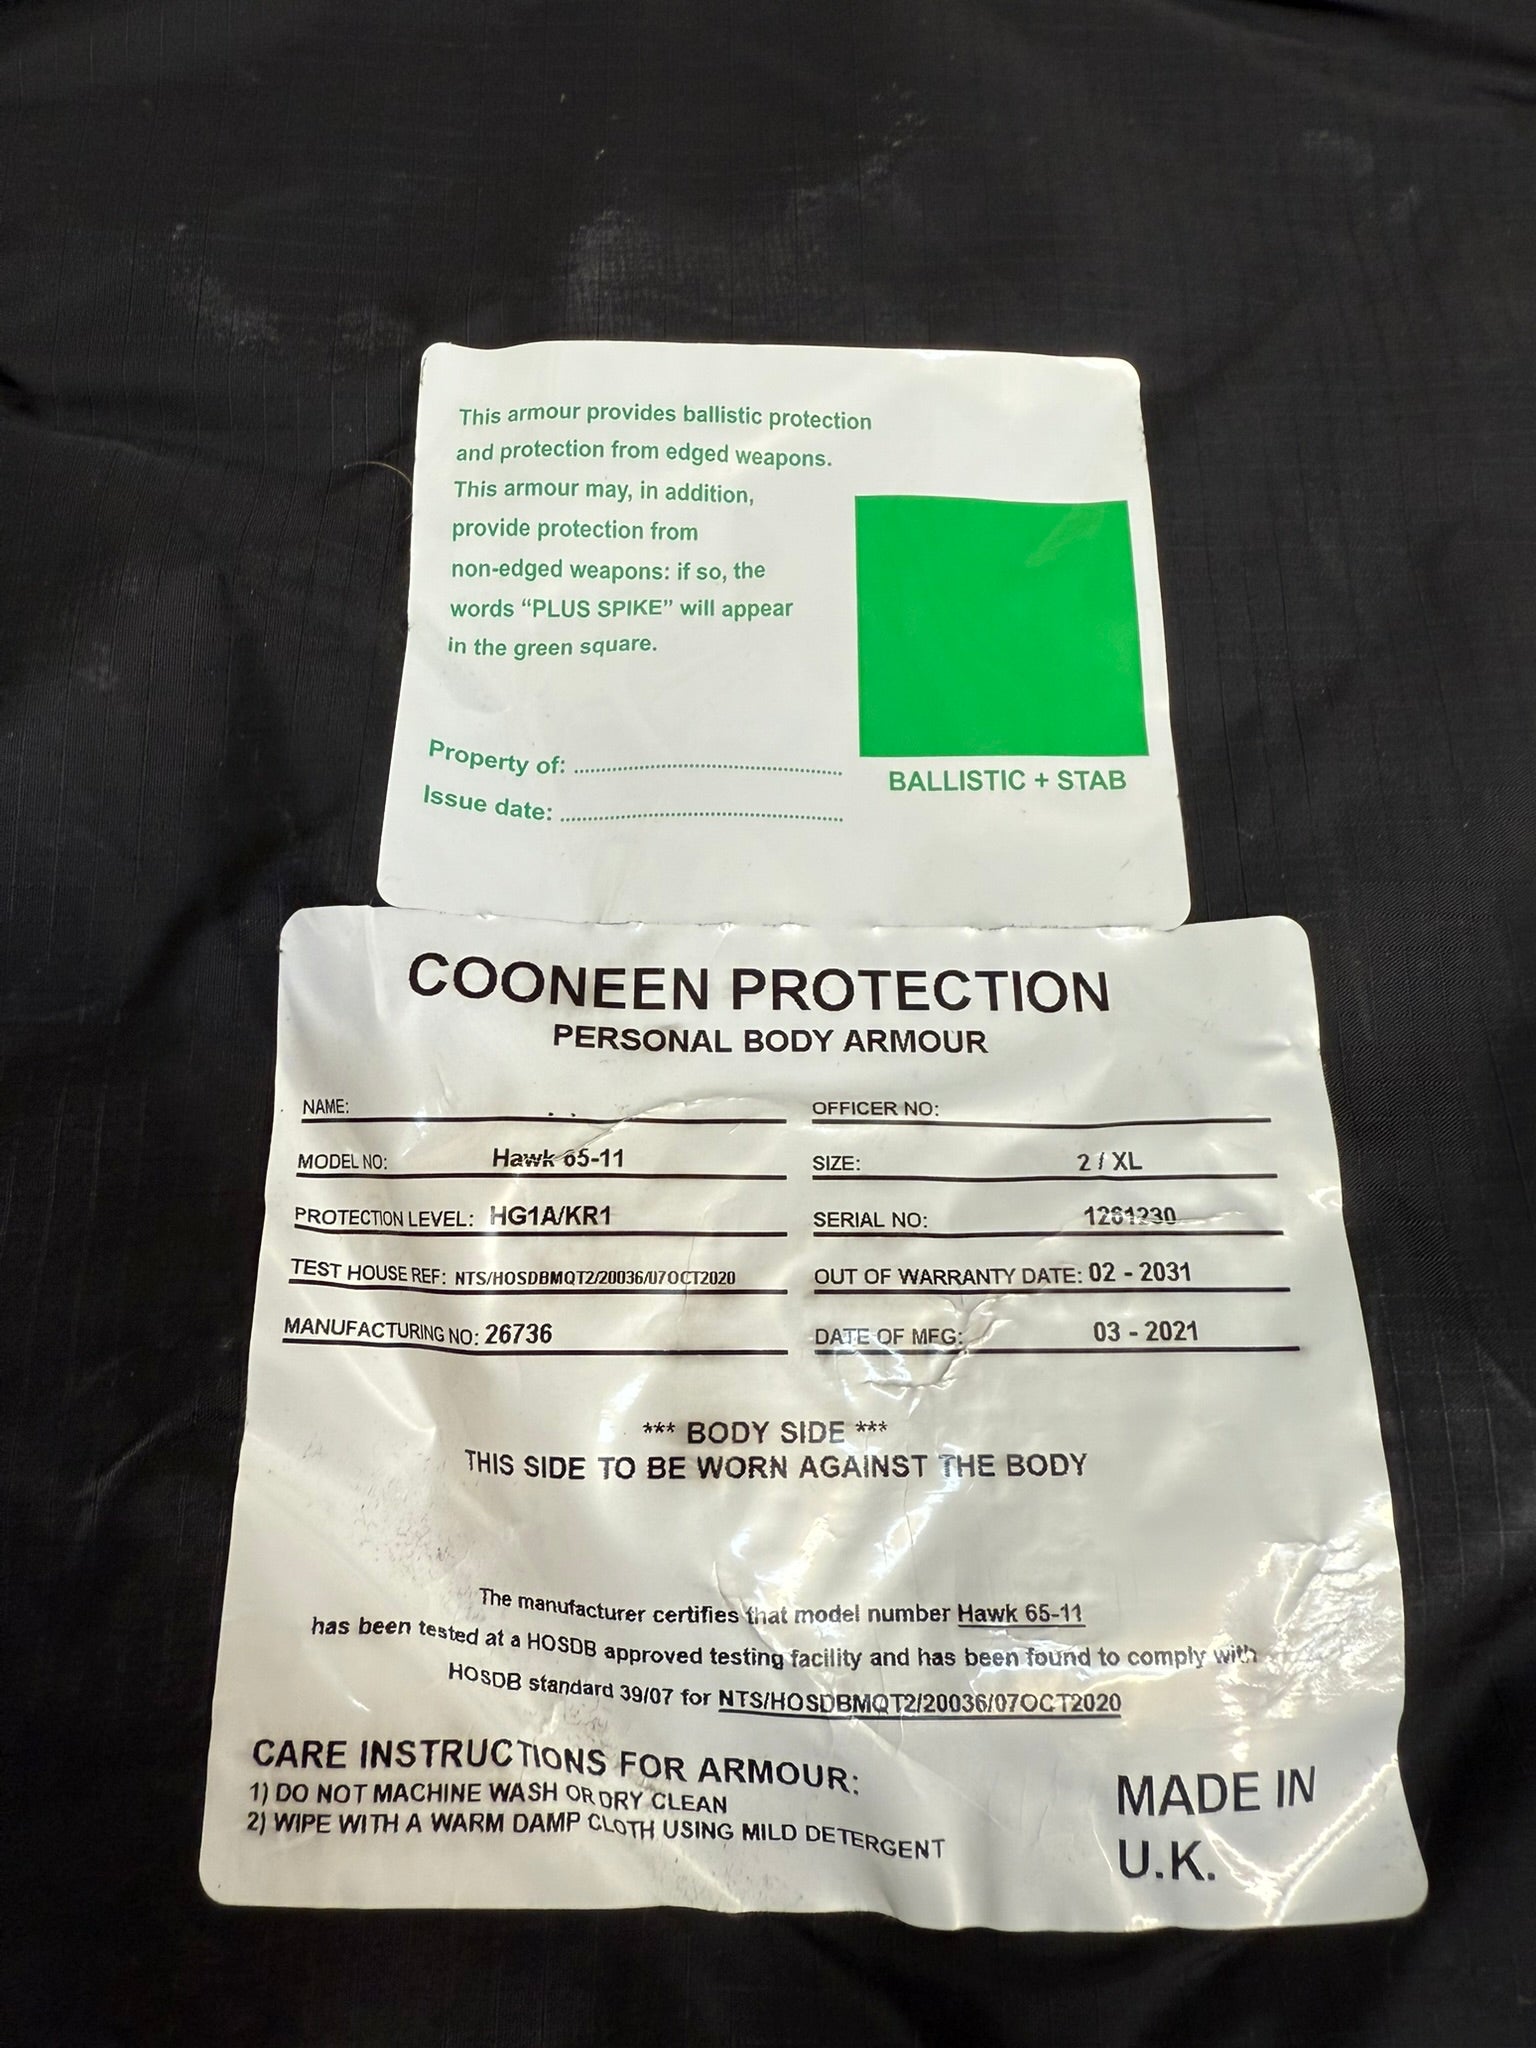 This armour provides ballistic protection
and protection from edged weapons.
This armour may, in addition,
provide protection from
non-edged weapons: if so, the
words “PLUS SPIKE” will appear
in the green square.
Property of: ............................................
Issue date: ..............................................
BALLISTIC + STAB
COONEEN PROTECTION
PERSONAL BODY ARMOUR
NAME:
OFFICER NO:
MODEL NO: Hawk 65-11
SIZE: 2 / XL
PROTECTION LEVEL: HG1A/KR1
SERIAL NO: 1261230
TEST HOUSE REF: NTS/HOSDBMQT2/20036/07OCT2020
OUT OF WARRANTY DATE: 02 - 2031
MANUFACTURING NO: 26736
DATE OF MFG: 03 - 2021
*** BODY SIDE ***
THIS SIDE TO BE WORN AGAINST THE BODY
The manufacturer certifies that model number Hawk 65-11
has been tested at a HOSDB approved testing facility and has been found to comply with
HOSDB standard 39/07 for NTS/HOSDBMQT2/20036/07OCT2020
CARE INSTRUCTIONS FOR ARMOUR:
1) DO NOT MACHINE WASH OR DRY CLEAN
2) WIPE WITH A WARM DAMP CLOTH USING MILD DETERGENT
MADE IN
U.K.